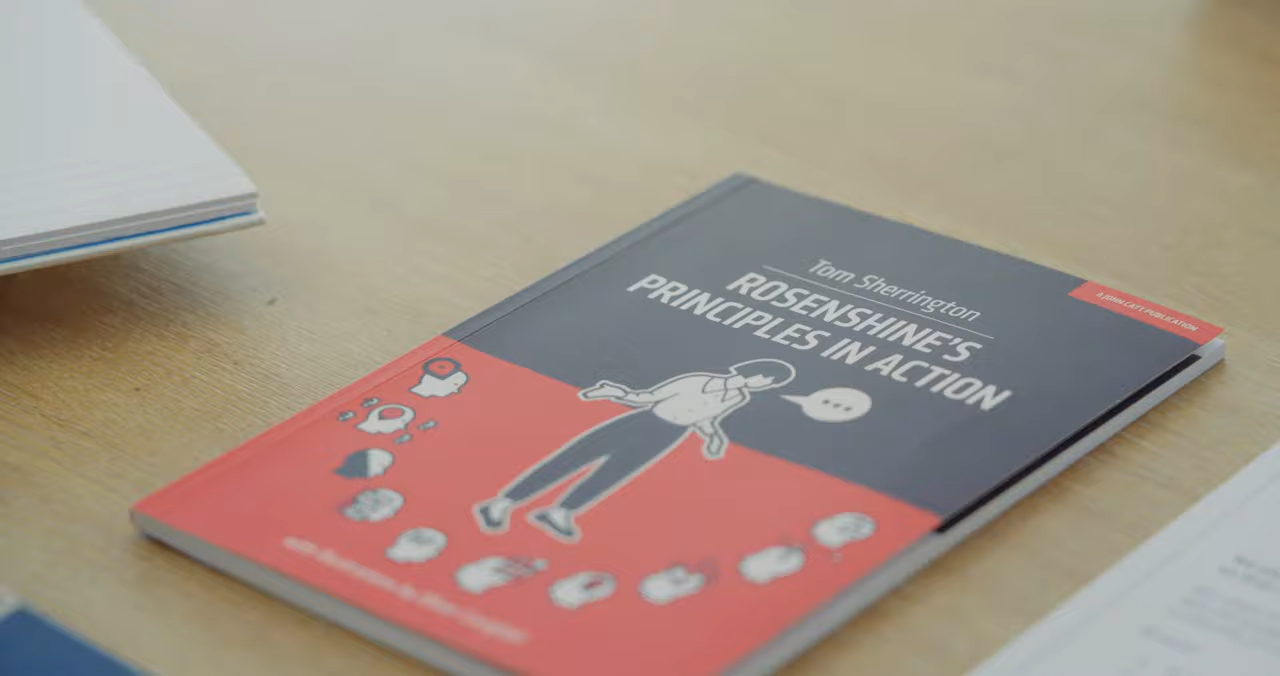 Tom Sherrington
ROSENSHINE'S
PRINCIPLES IN ACTION
A JOHN CATT PUBLICATION